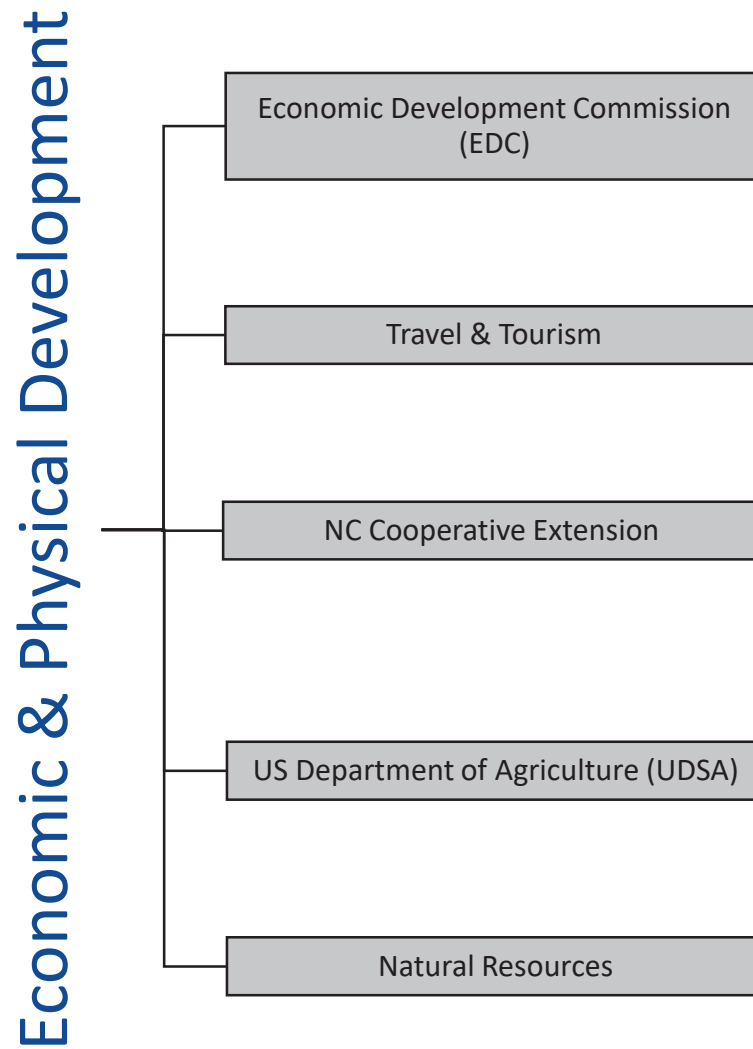 Economic & Physical Development
Economic Development Commission
(EDC)
Travel & Tourism
NC Cooperative Extension
US Department of Agriculture (UDSA)
Natural Resources